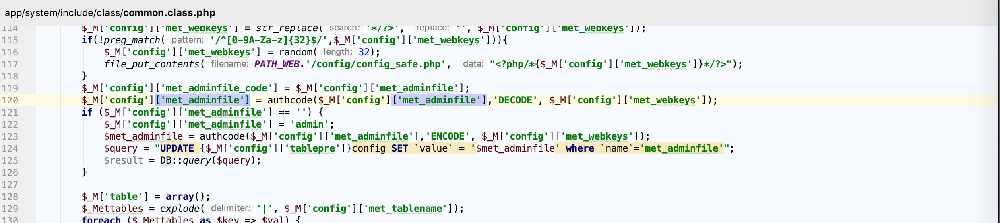 app/system/include/class/common.class.php
114 $_M['config']['met_webkeys'] = str_replace( search: '*/?>', replace: '', $_M['config']['met_webkeys']);
115 if(!preg_match( pattern: '/^[0-9A-Za-z]{32}$/',$_M['config']['met_webkeys'])){
116 $_M['config']['met_webkeys'] = random( length: 32);
117 file_put_contents( filename: PATH_WEB.'/config/config_safe.php', data: "<?php/*{$_M['config']['met_webkeys']}*/?>");
118 }
119 $_M['config']['met_adminfile_code'] = $_M['config']['met_adminfile'];
120 $_M['config']['met_adminfile'] = authcode($_M['config']['met_adminfile'],'DECODE', $_M['config']['met_webkeys']);
121 if ($_M['config']['met_adminfile'] == '') {
122 $_M['config']['met_adminfile'] = 'admin';
123 $met_adminfile = authcode($_M['config']['met_adminfile'],'ENCODE', $_M['config']['met_webkeys']);
124 $query = "UPDATE {$_M['config']['tablepre']}config SET `value` = '$met_adminfile' where `name`='met_adminfile'";
125 $result = DB::query($query);
126 }
127
128 $_M['table'] = array();
129 $_Mettables = explode( delimiter: '|', $_M['config']['met_tablename']);
130 foreach ($_Mettables as $key => $val) {